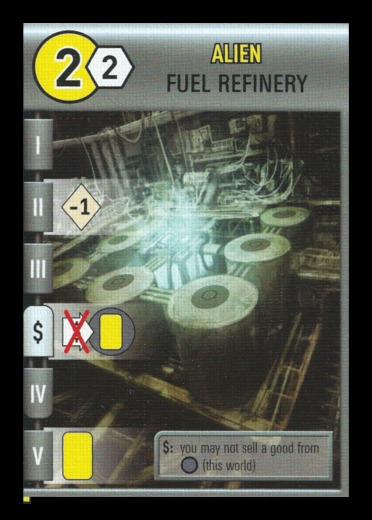 2 2
ALIEN
FUEL REFINERY
I
II
-1
III
$
IV
V
$: you may not sell a good from
(this world)